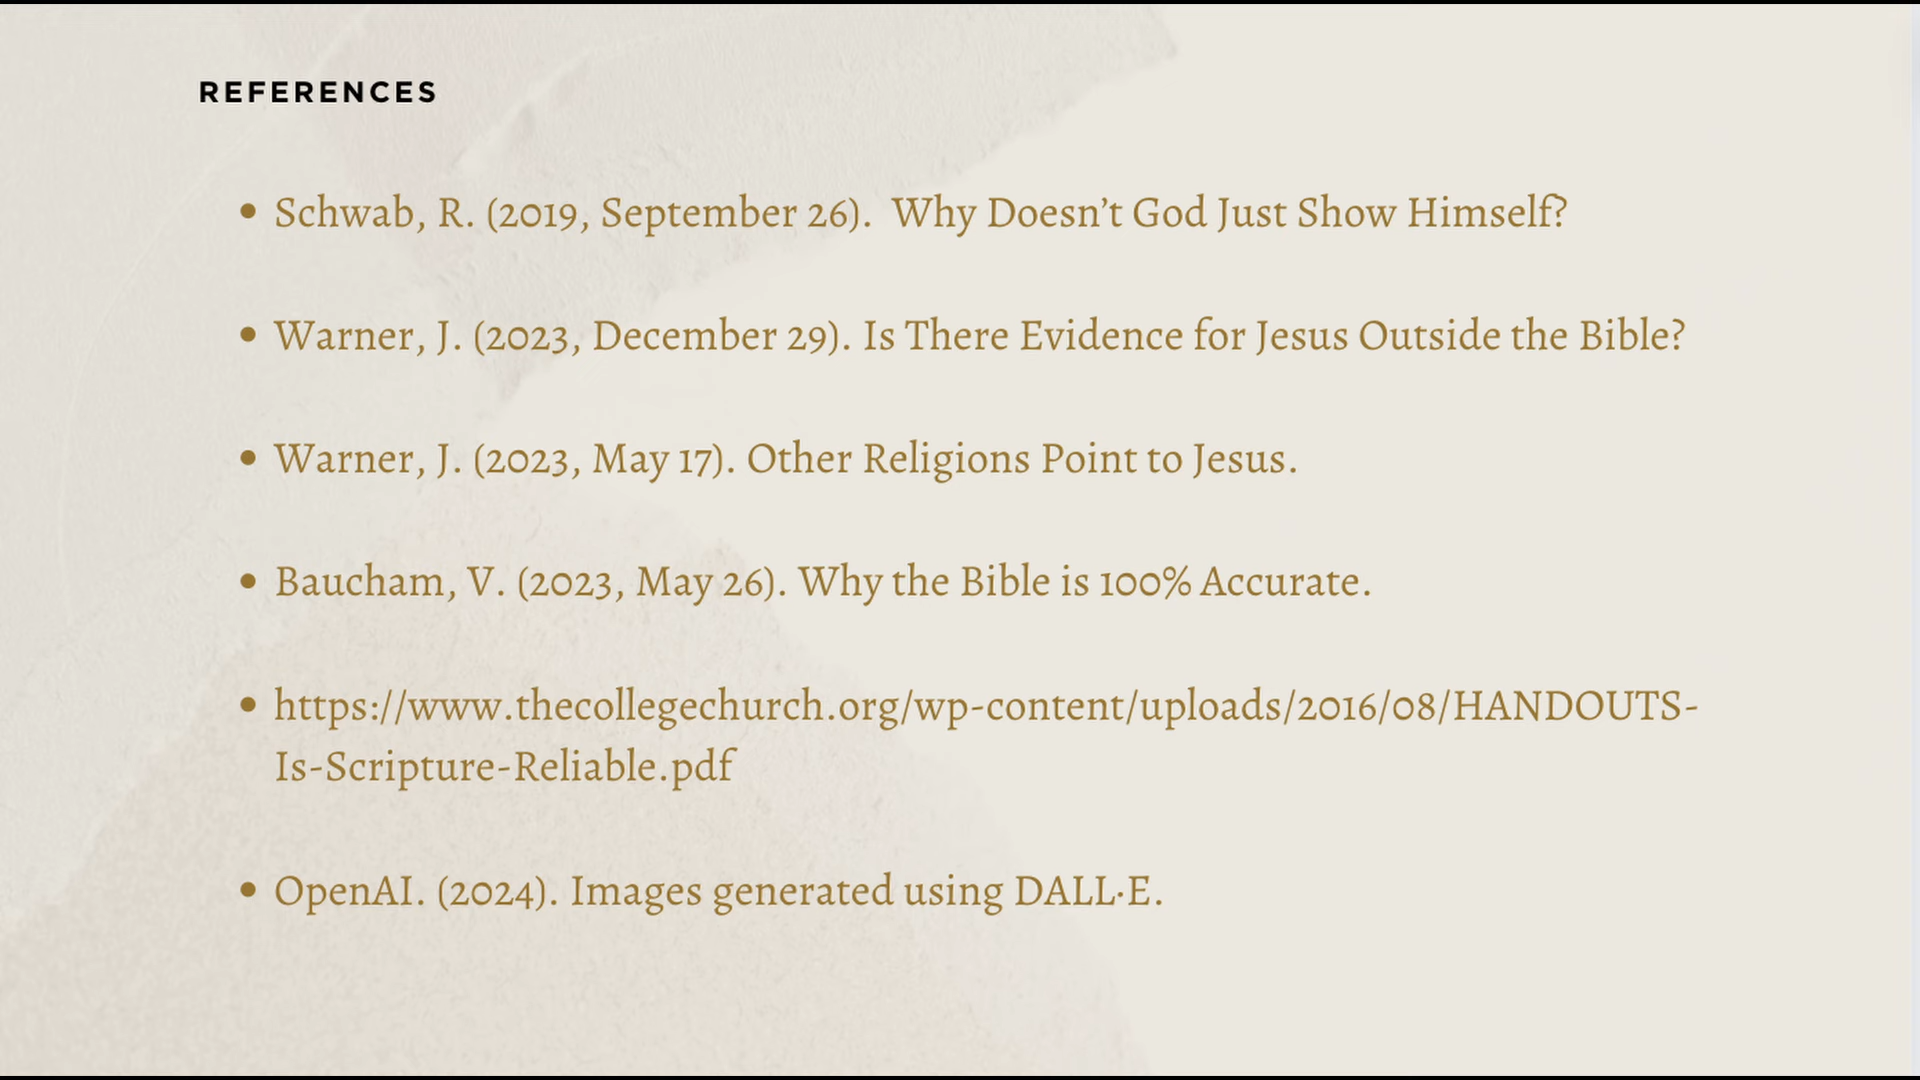 REFERENCES
• Schwab, R. (2019, September 26).  Why Doesn’t God Just Show Himself?
• Warner, J. (2023, December 29). Is There Evidence for Jesus Outside the Bible?
• Warner, J. (2023, May 17). Other Religions Point to Jesus.
• Baucham, V. (2023, May 26). Why the Bible is 100% Accurate.
• https://www.thecollegechurch.org/wp-content/uploads/2016/08/HANDOUTS-
Is-Scripture-Reliable.pdf
• OpenAI. (2024). Images generated using DALL·E.